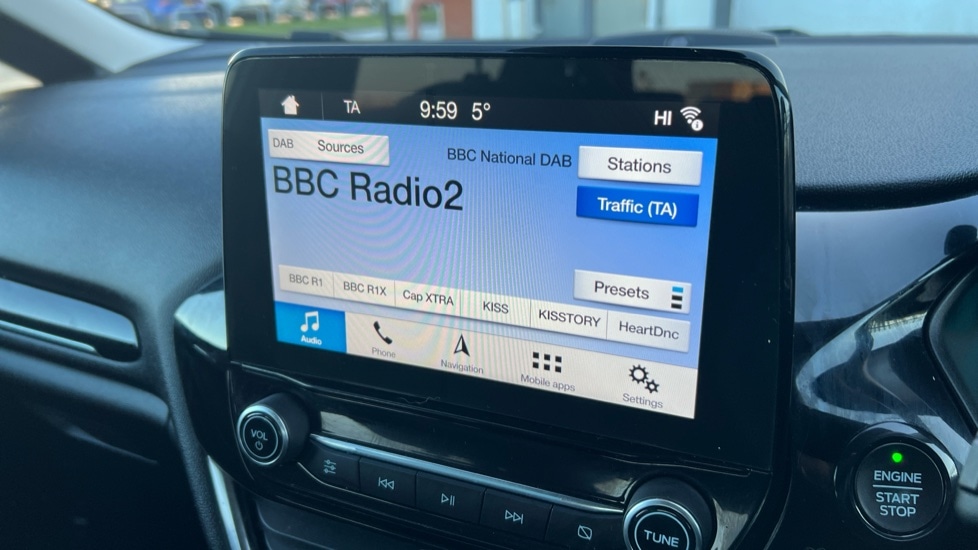 TA 9:59 5° HI
DAB Sources BBC National DAB Stations
BBC Radio2
Traffic (TA)
Presets
BBC R1 BBC R1X Cap XTRA KISS KISSTORY HeartDnc
Audio Phone Navigation Mobile apps Settings
VOL
TUNE
ENGINE
START
STOP